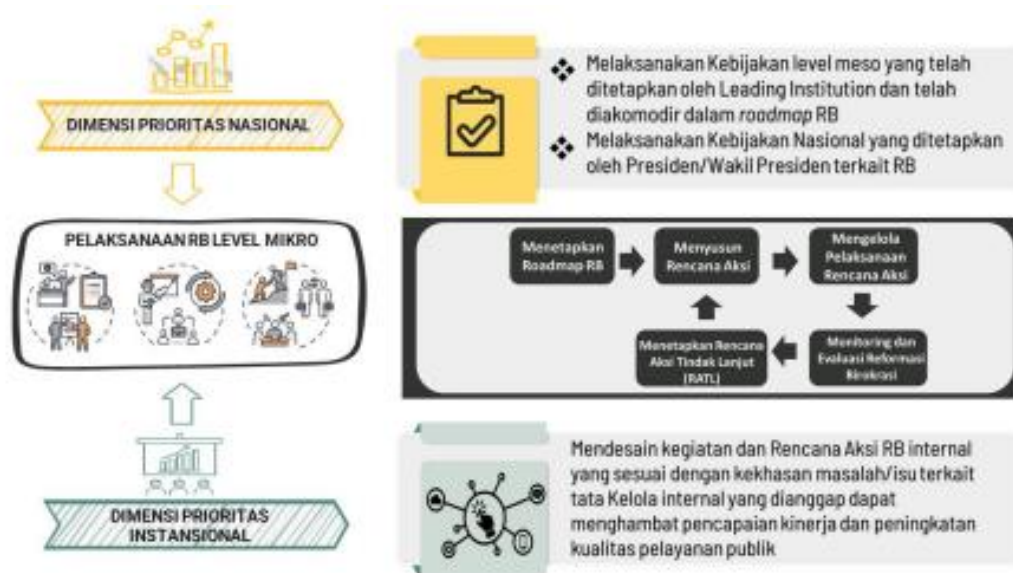 DIMENSI PRIORITAS NASIONAL
❖ Melaksanakan Kebijakan level meso yang telah
ditetapkan oleh Leading Institution dan telah
diakomodir dalam roadmap RB
❖ Melaksanakan Kebijakan Nasional yang ditetapkan
oleh Presiden/Wakil Presiden terkait RB
PELAKSANAAN RB LEVEL MIKRO
Menetapkan
Roadmap RB
Menyusun
Rencana Aksi
Mengelola
Pelaksanaan
Rencana Aksi
Monitoring dan
Evaluasi Reformasi
Birokrasi
Menetapkan Rencana
Aksi Tindak Lanjut
(RATL)
DIMENSI PRIORITAS
INSTANSIONAL
Mendesain kegiatan dan Rencana Aksi RB internal
yang sesuai dengan kekhasan masalah/isu terkait
tata Kelola internal yang dianggap dapat
menghambat pencapaian kinerja dan peningkatan
kualitas pelayanan publik